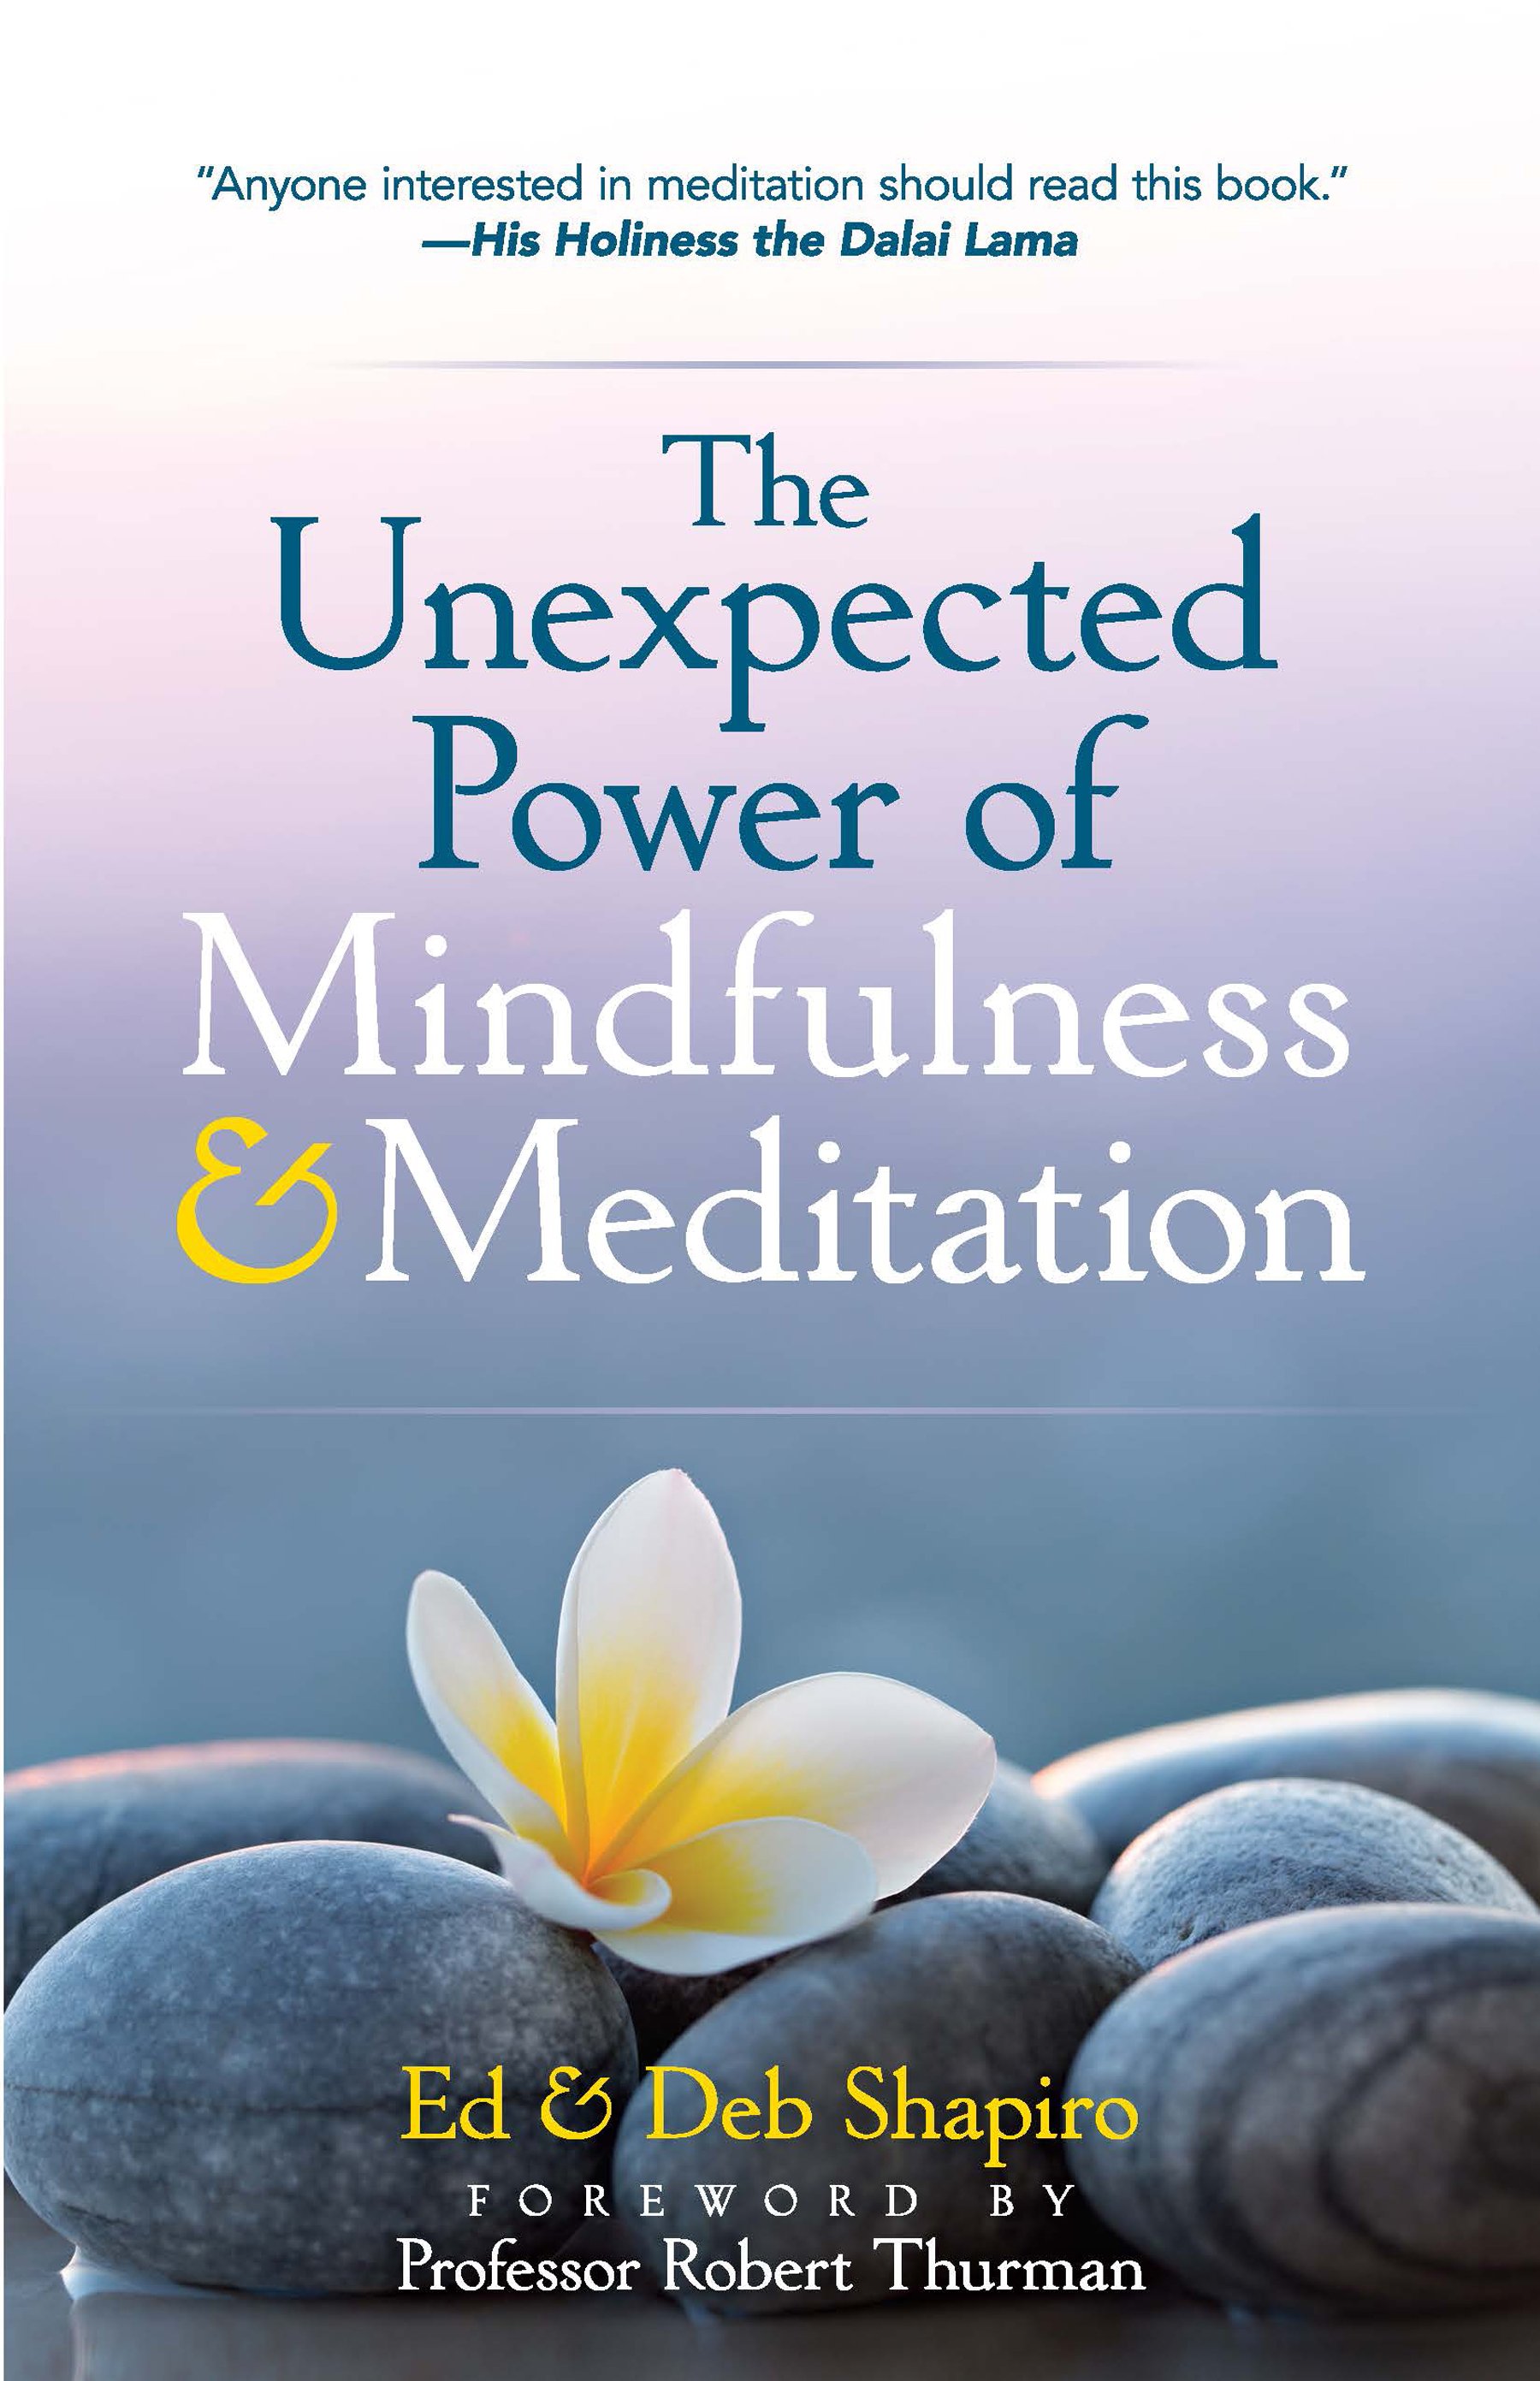 "Anyone interested in meditation should read this book."
—His Holiness the Dalai Lama
The
Unexpected
Power of
Mindfulness
& Meditation
Ed & Deb Shapiro
FOREWORD BY
Professor Robert Thurman